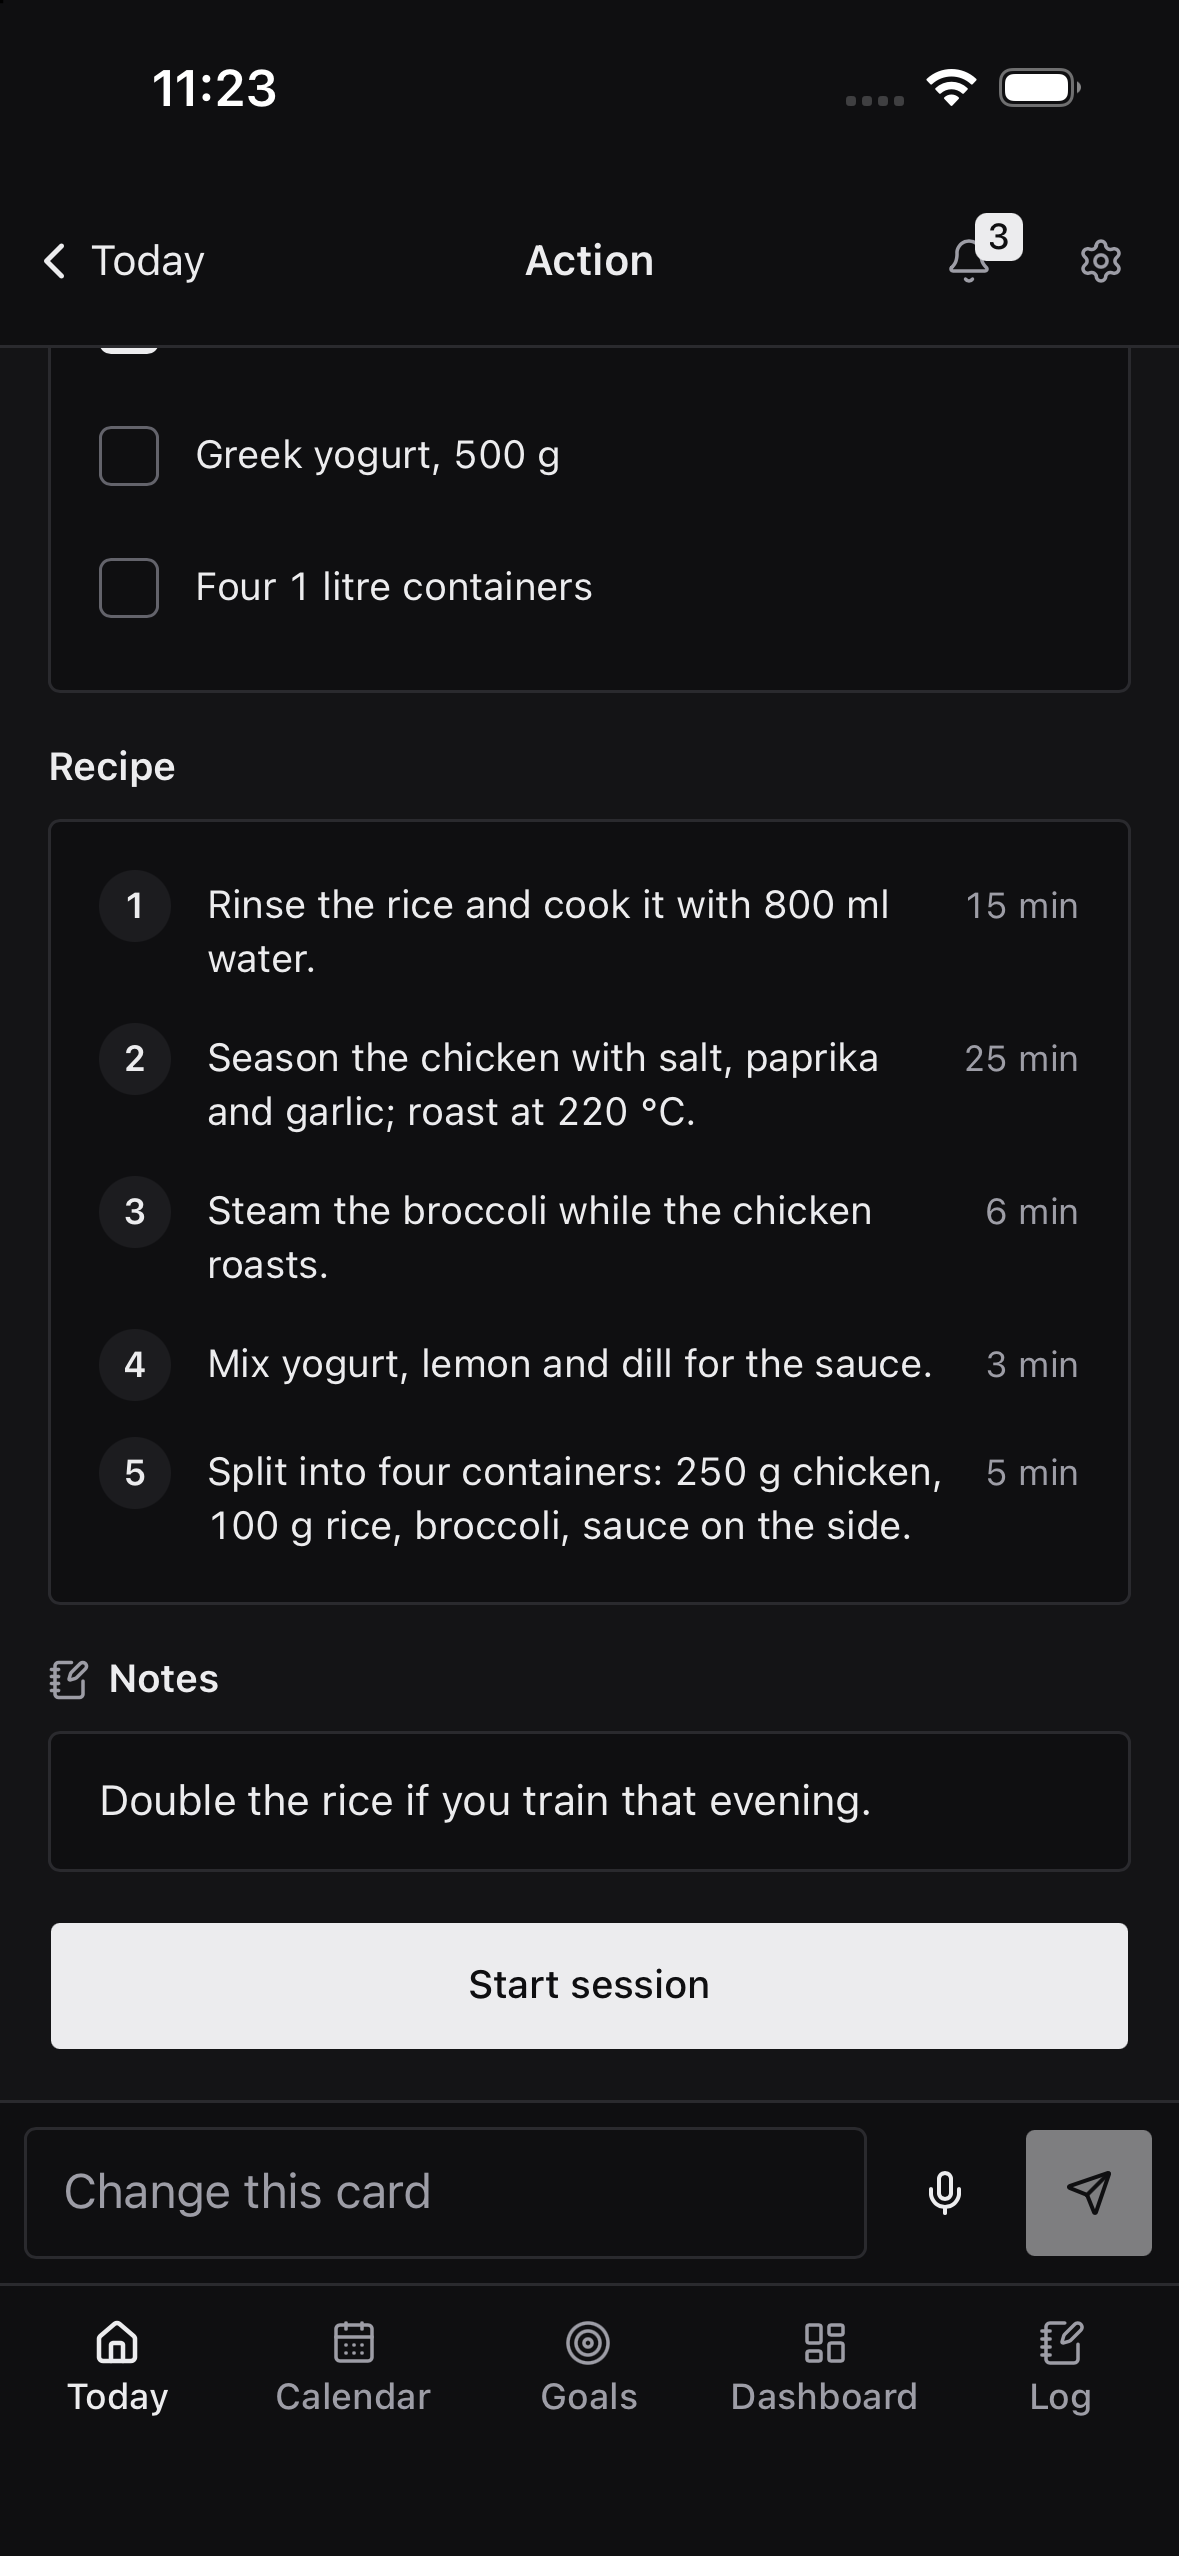 11:23
Today
Action
3
Greek yogurt, 500 g
Four 1 litre containers
Recipe
1
Rinse the rice and cook it with 800 ml
15 min
water.
2
Season the chicken with salt, paprika
25 min
and garlic; roast at 220 °C.
3
Steam the broccoli while the chicken
6 min
roasts.
4
Mix yogurt, lemon and dill for the sauce.
3 min
5
Split into four containers: 250 g chicken,
5 min
100 g rice, broccoli, sauce on the side.
Notes
Double the rice if you train that evening.
Start session
Change this card
Today
Calendar
Goals
Dashboard
Log